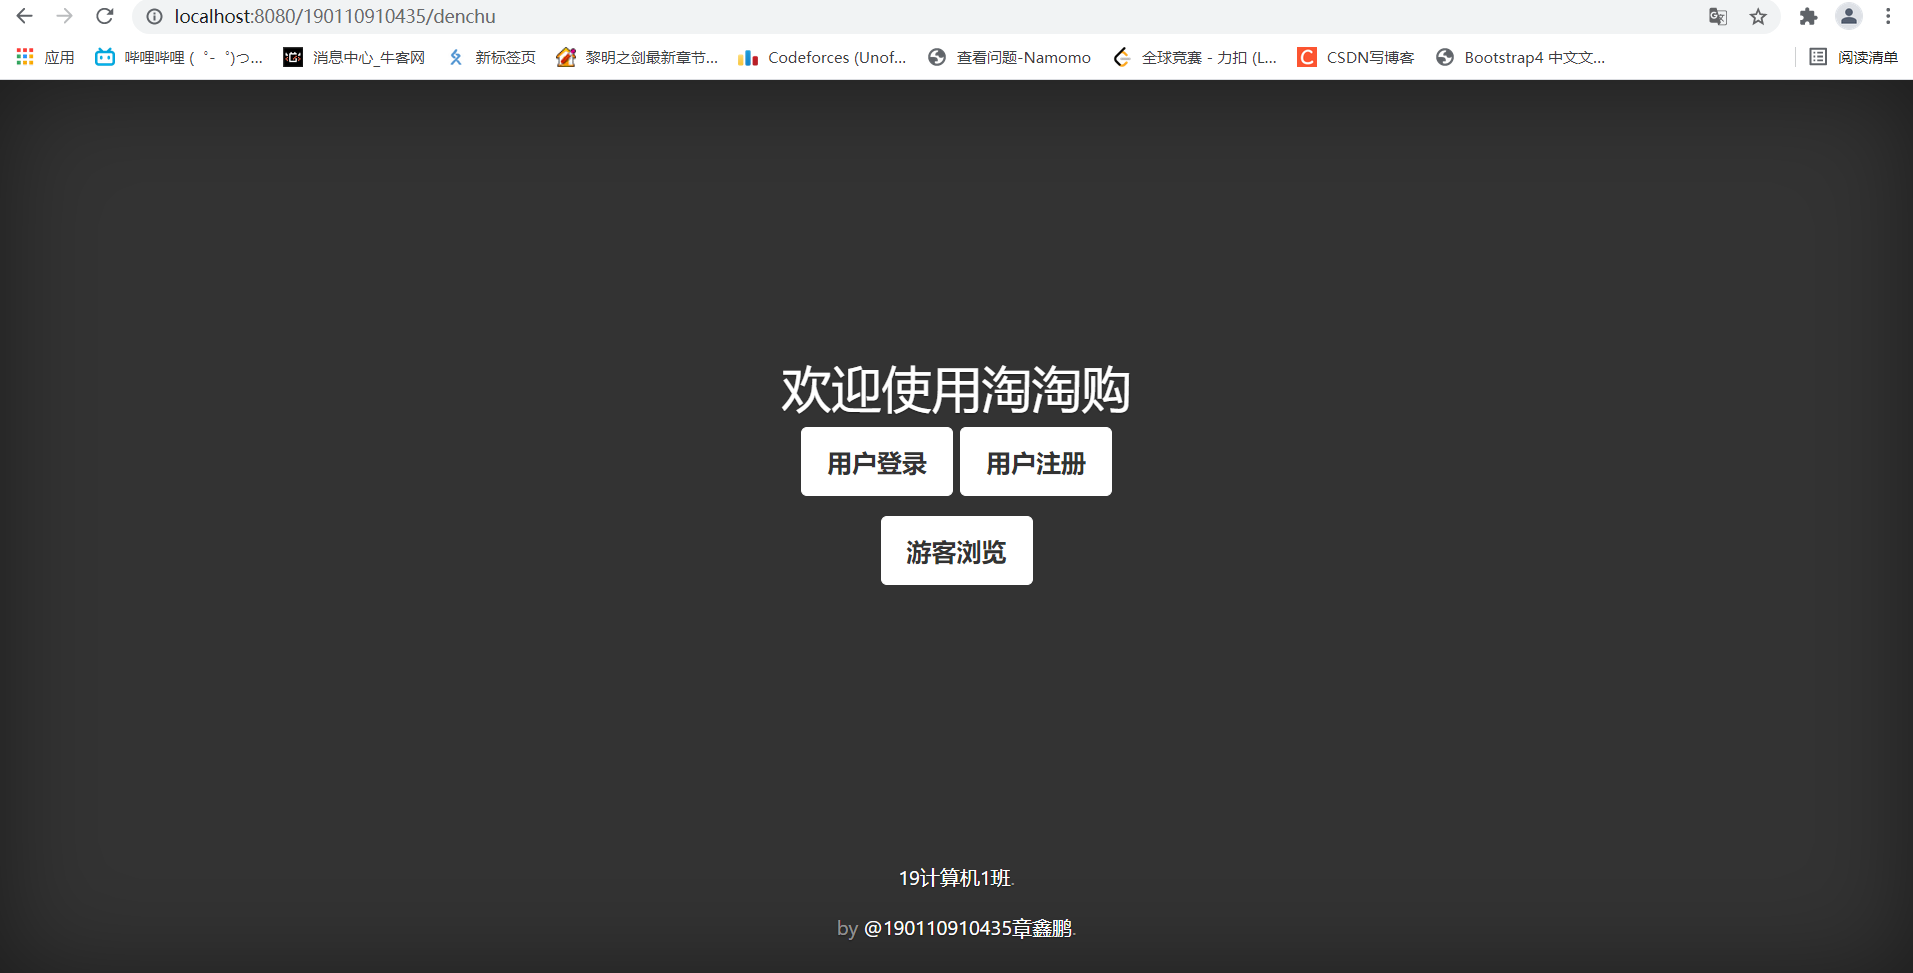 localhost:8080/190110910435/denchu
应用 哔哩哔哩 (゜-゜)つ... 消息中心_牛客网 新标签页 黎明之剑最新章节... Codeforces (Unof... 查看问题-Namomo 全球竞赛 - 力扣 (L... CSDN写博客 Bootstrap4 中文文... 阅读清单
欢迎使用淘淘购
用户登录 用户注册
游客浏览
19计算机1班.
by @190110910435章鑫鹏.